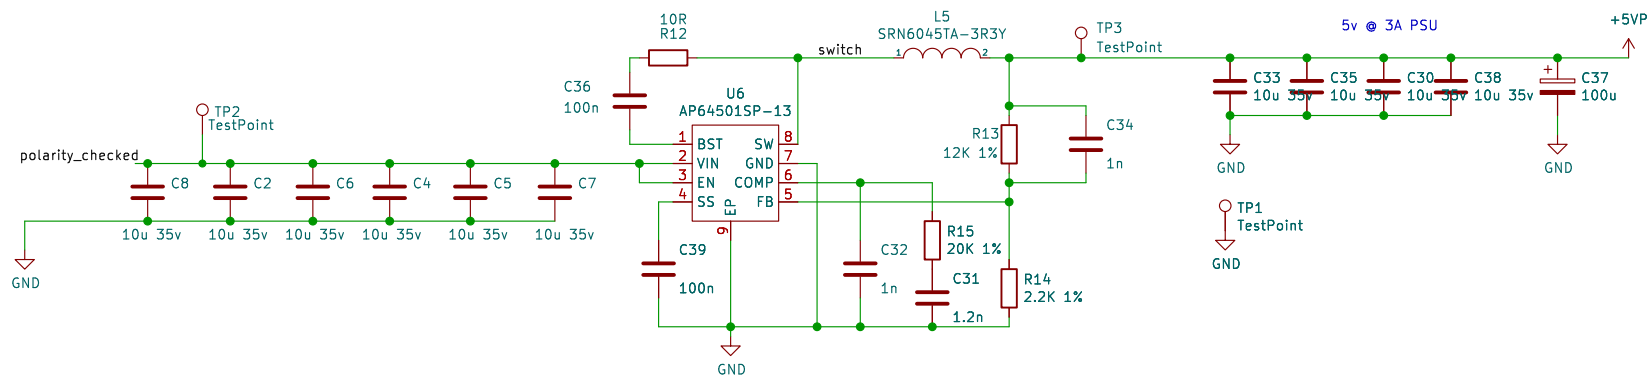 10R
R12
L5
SRN6045TA-3R3Y
5v @ 3A PSU
+5VP
TP3
TestPoint
switch
1
2
C36
100n
U6
AP64501SP-13
C33
10u 35v
C35
10u 35v
C30
10u 35v
C38
10u 35v
C37
100u
TP2
TestPoint
R13
12K 1%
C34
1n
polarity_checked
1 BST SW 8
2 VIN GND 7
3 EN COMP 6
4 SS FB 5
EP
9
GND
GND
C8
C2
C6
C4
C5
C7
10u 35v
10u 35v
10u 35v
10u 35v
10u 35v
10u 35v
TP1
TestPoint
GND
C39
100n
C32
1n
R15
20K 1%
C31
1.2n
R14
2.2K 1%
GND
GND